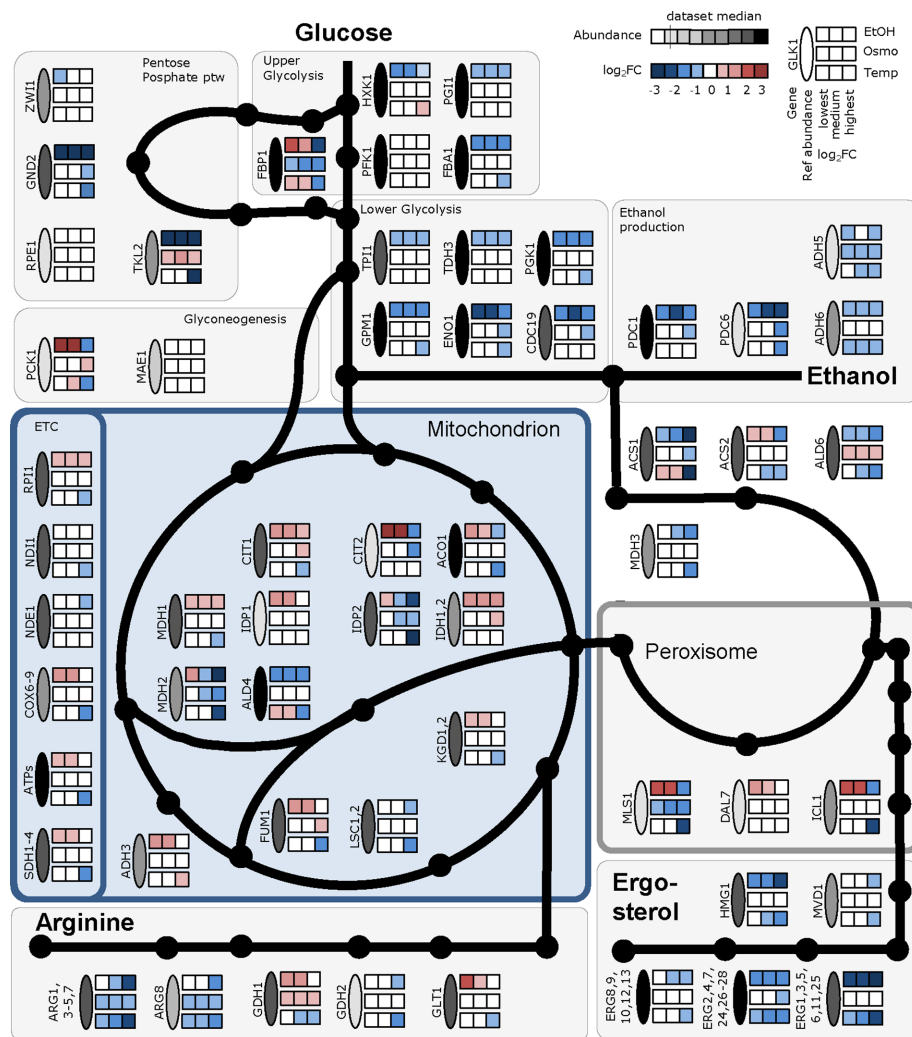 Glucose
dataset median
Abundance
log2FC
-3 -2 -1 0 1 2 3
GLK1
EtOH
Osmo
Temp
Gene
Ref abundance
lowest
medium
highest
log2FC
Pentose
Posphate ptw
ZWI1
GND2
RPE1
TKL2
Upper
Glycolysis
FBP1
HXK1
PGI1
PFK1
FBA1
Lower Glycolysis
TPI1
TDH3
PGK1
GPM1
ENO1
CDC19
Ethanol
production
ADH5
PDC1
PDC6
ADH6
Ethanol
Glyconeogenesis
PCK1
MAE1
ETC
Mitochondrion
RPI1
NDI1
NDE1
COX6-9
ATPs
SDH1-4
CIT1
CIT2
ACO1
MDH1
IDP1
IDP2
IDH1,2
MDH2
ALD4
KGD1,2
FUM1
LSC1,2
ADH3
ACS1
ACS2
ALD6
MDH3
Peroxisome
MLS1
DAL7
ICL1
Ergo-
sterol
HMG1
MVD1
ERG8,9,
10,12,13
ERG2,4,7,
24,26-28
ERG1,3,5,
6,11,25
Arginine
ARG1,
3-5,7
ARG8
GDH1
GDH2
GLT1